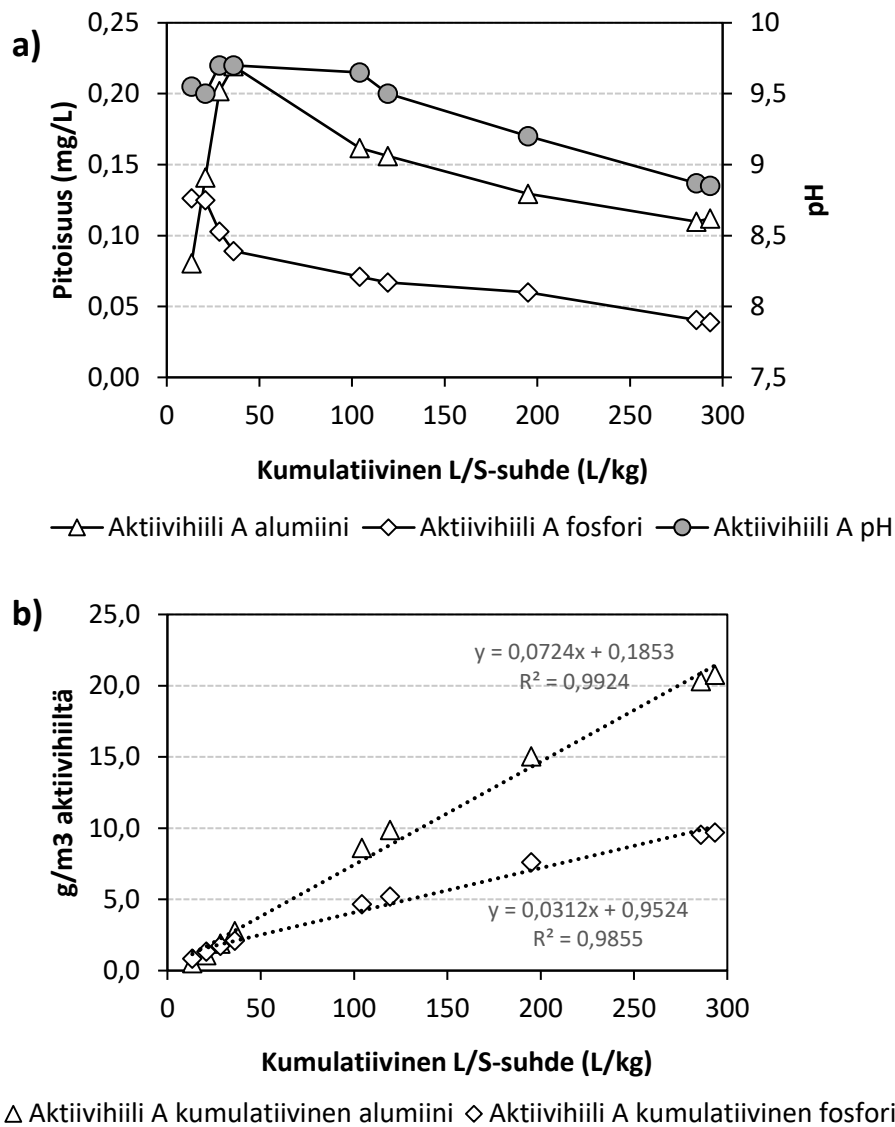 a)
0,25
0,20
0,15
0,10
0,05
0,00
Pitoisuus (mg/L)
10
9,5
9
8,5
8
7,5
pH
0 50 100 150 200 250 300
Kumulatiivinen L/S-suhde (L/kg)
Aktiivihiili A alumiini Aktiivihiili A fosfori Aktiivihiili A pH
b)
25,0
20,0
15,0
10,0
5,0
0,0
g/m3 aktiivihiiltä
y = 0,0724x + 0,1853
R² = 0,9924
y = 0,0312x + 0,9524
R² = 0,9855
0 50 100 150 200 250 300
Kumulatiivinen L/S-suhde (L/kg)
Aktiivihiili A kumulatiivinen alumiini Aktiivihiili A kumulatiivinen fosfori